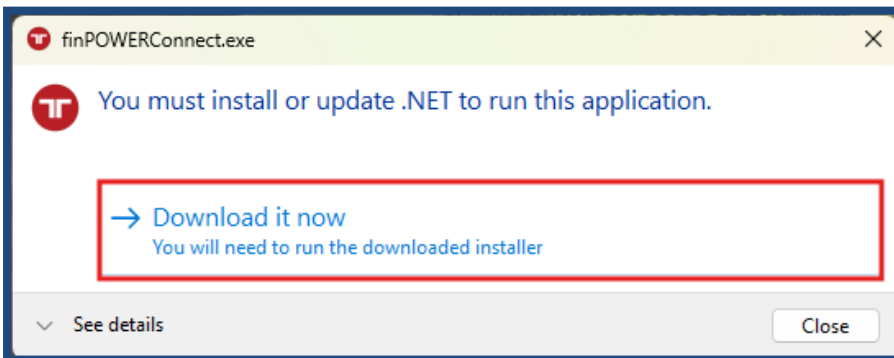 finPOWERConnect.exe
You must install or update .NET to run this application.
Download it now
You will need to run the downloaded installer
See details
Close